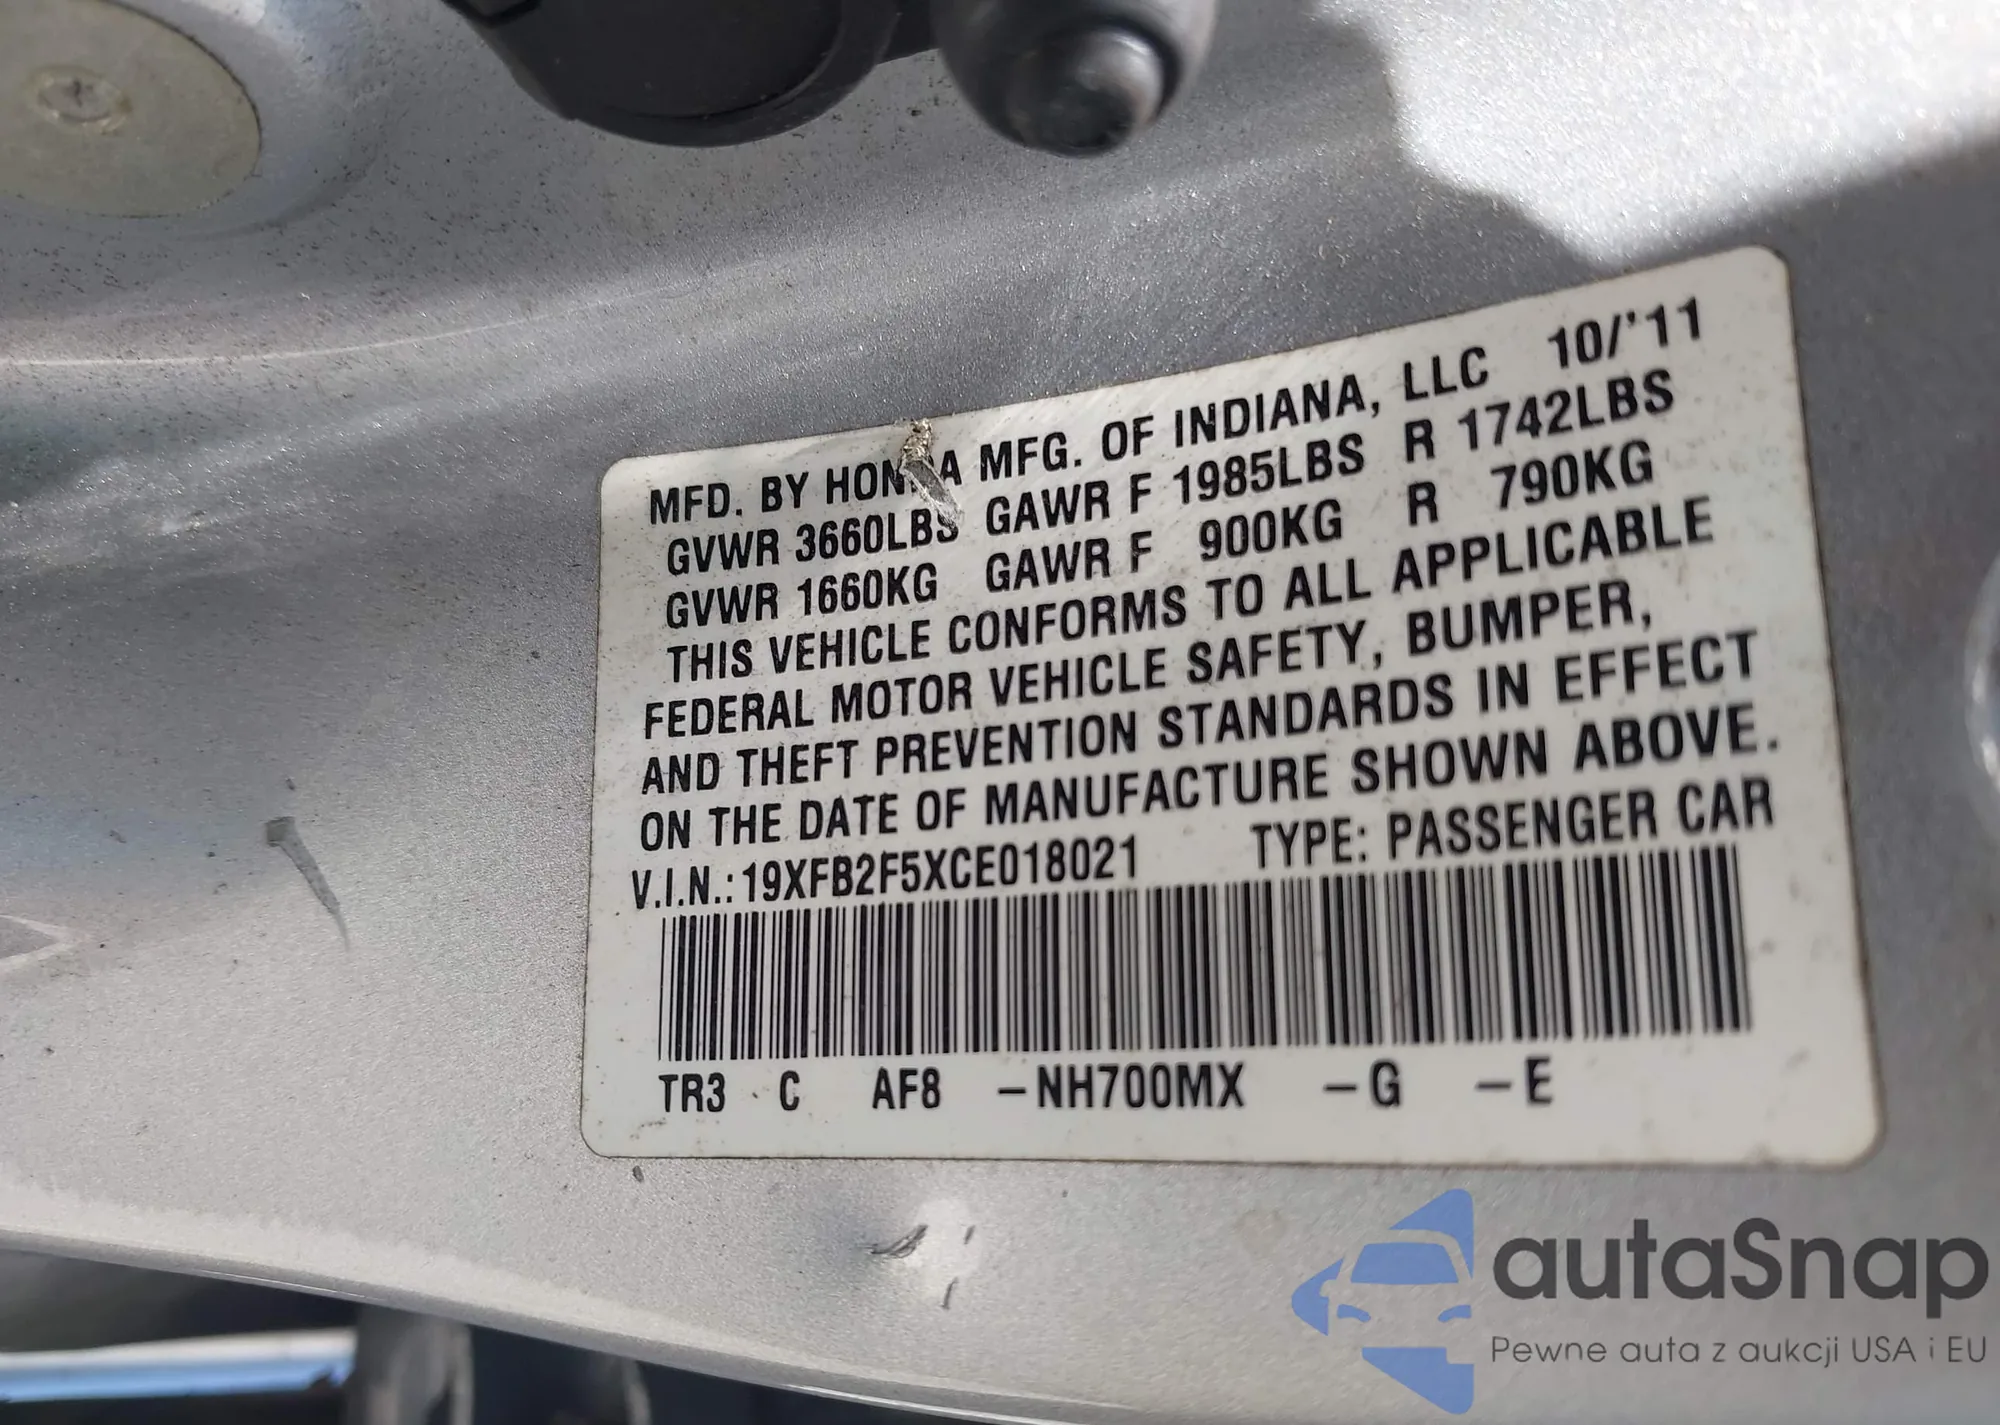 MFD. BY HONDA MFG. OF INDIANA, LLC 10/'11
GVWR 3660LBS GAWR F 1985LBS R 1742LBS
GVWR 1660KG GAWR F 900KG R 790KG
THIS VEHICLE CONFORMS TO ALL APPLICABLE
FEDERAL MOTOR VEHICLE SAFETY, BUMPER,
AND THEFT PREVENTION STANDARDS IN EFFECT
ON THE DATE OF MANUFACTURE SHOWN ABOVE.
V.I.N.: 19XFB2F5XCE018021 TYPE: PASSENGER CAR
TR3 C AF8 -NH700MX -G -E
autaSnap
Pewne auta z aukcji USA i EU